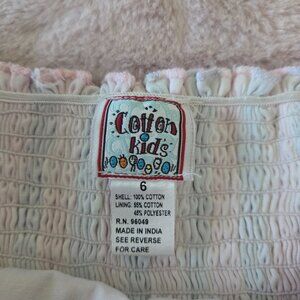 Cotton
kids
6
SHELL: 100% COTTON
LINING: 55% COTTON
45% POLYESTER
R.N. 96049
MADE IN INDIA
SEE REVERSE
FOR CARE